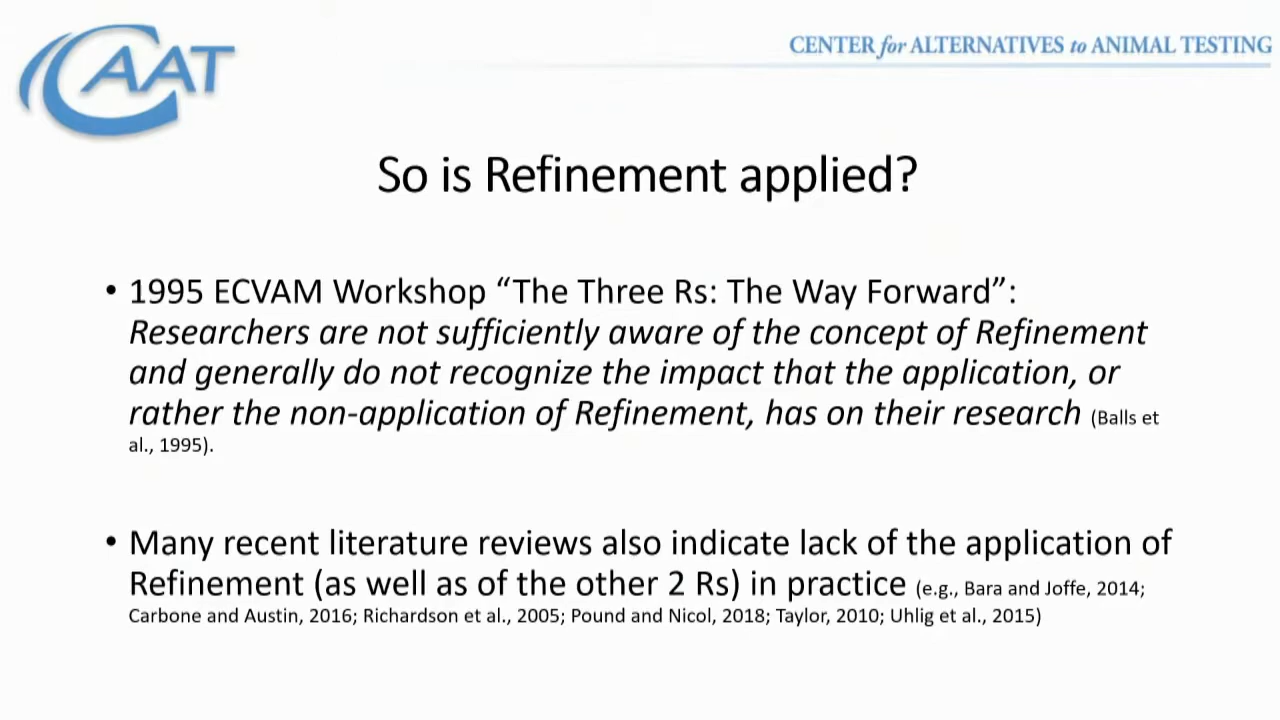 CAAT
CENTER for ALTERNATIVES to ANIMAL TESTING
So is Refinement applied?
• 1995 ECVAM Workshop “The Three Rs: The Way Forward”:
Researchers are not sufficiently aware of the concept of Refinement
and generally do not recognize the impact that the application, or
rather the non-application of Refinement, has on their research (Balls et
al., 1995).
• Many recent literature reviews also indicate lack of the application of
Refinement (as well as of the other 2 Rs) in practice (e.g., Bara and Joffe, 2014;
Carbone and Austin, 2016; Richardson et al., 2005; Pound and Nicol, 2018; Taylor, 2010; Uhlig et al., 2015)